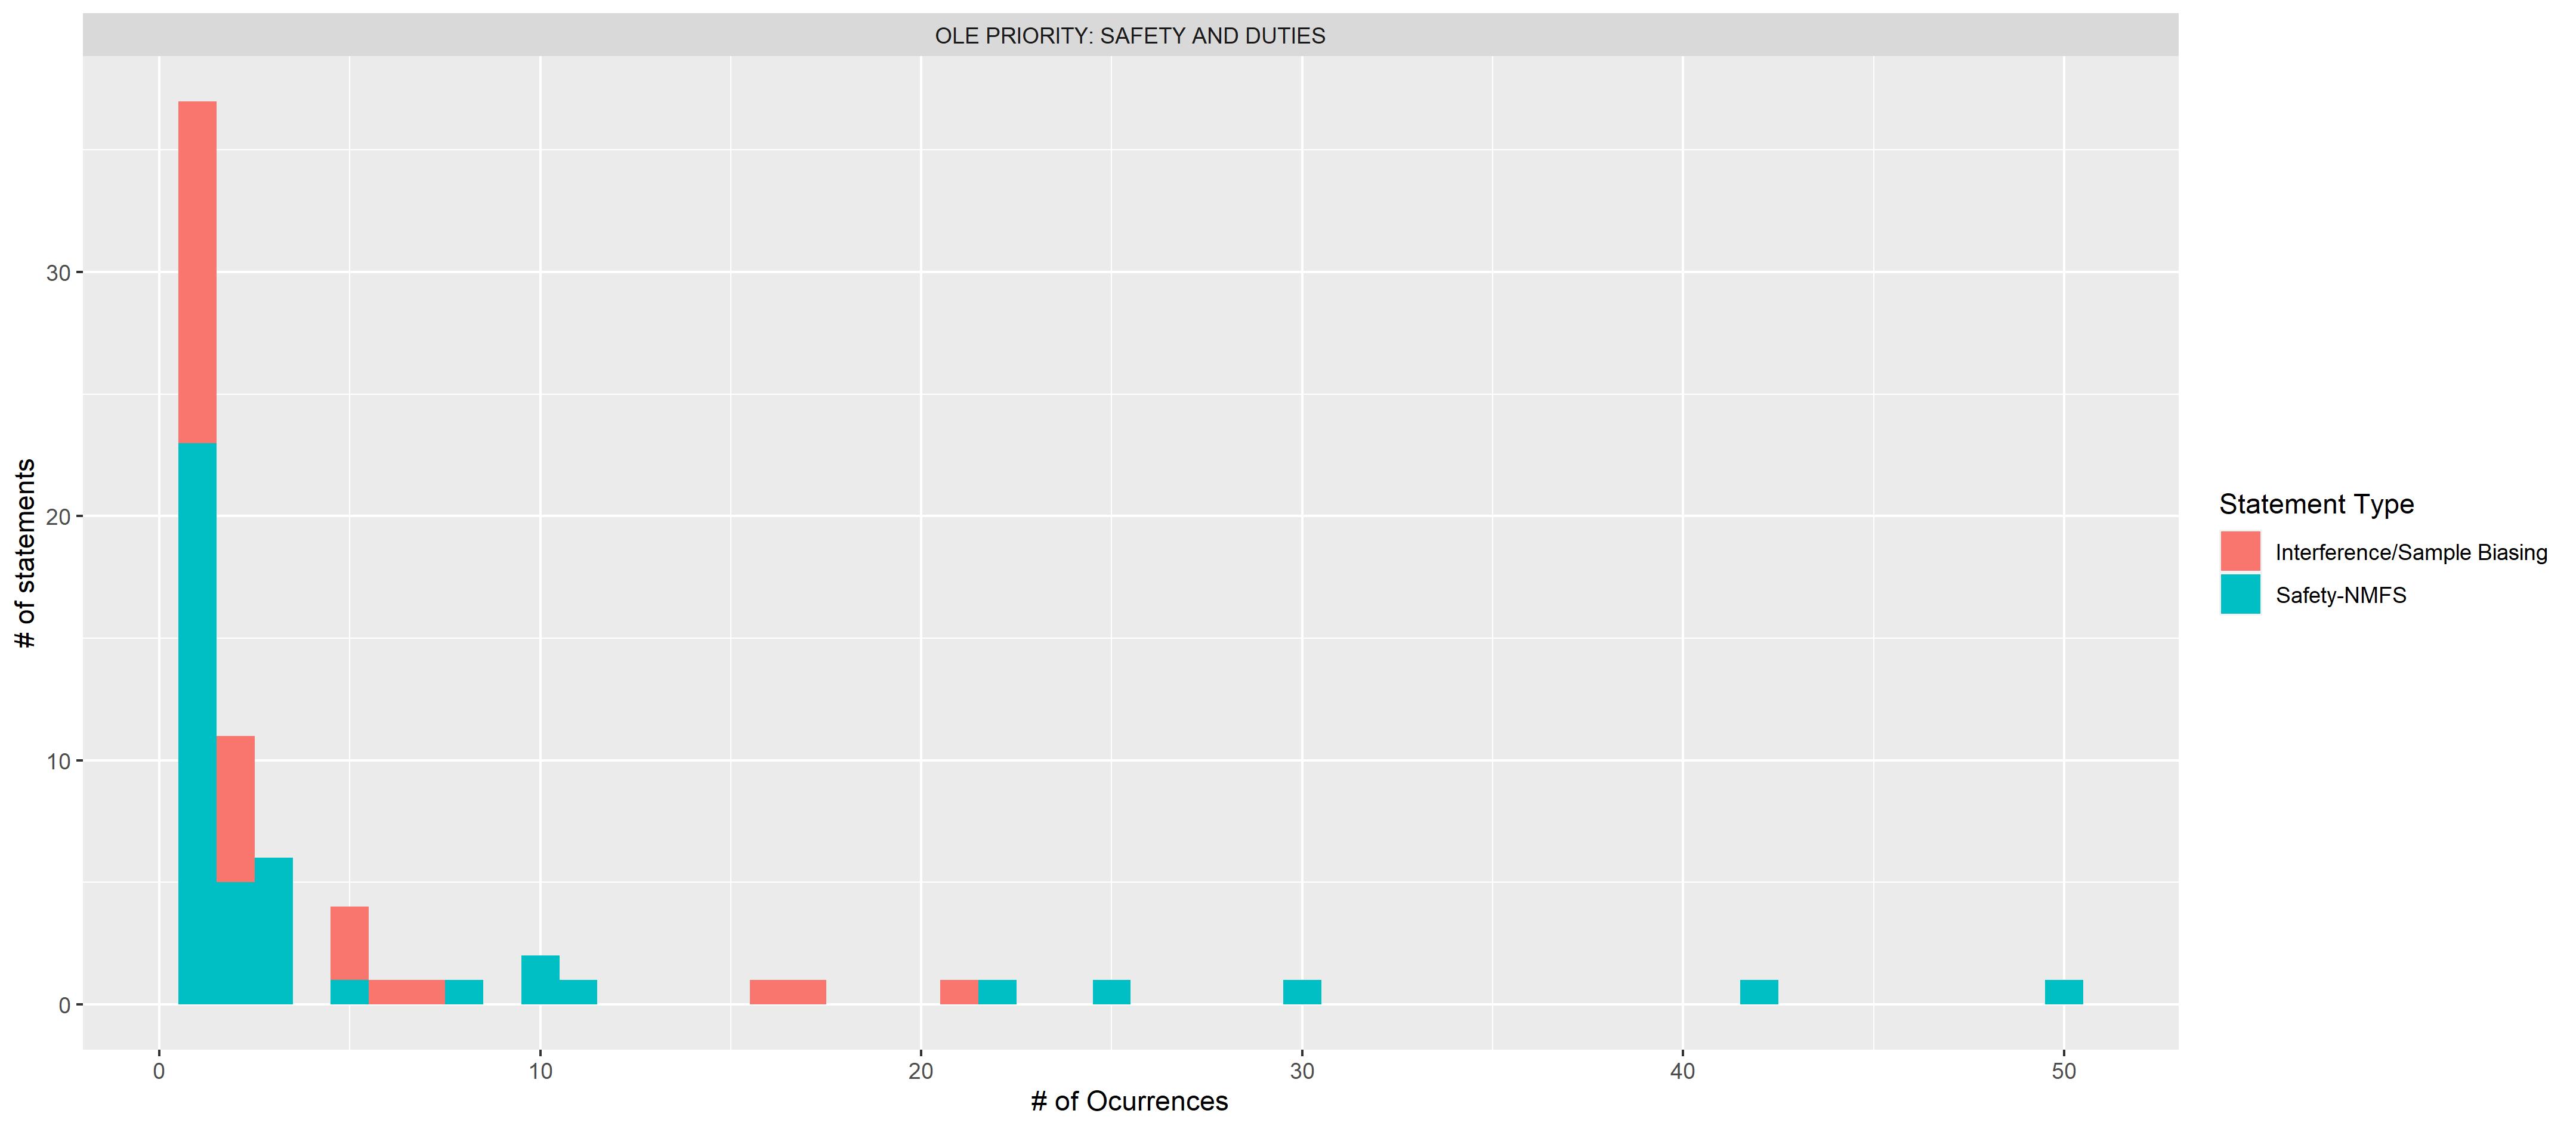 OLE PRIORITY: SAFETY AND DUTIES
# of statements
30
20
10
0
0 10 20 30 40 50
# of Ocurrences
Statement Type
Interference/Sample Biasing
Safety-NMFS